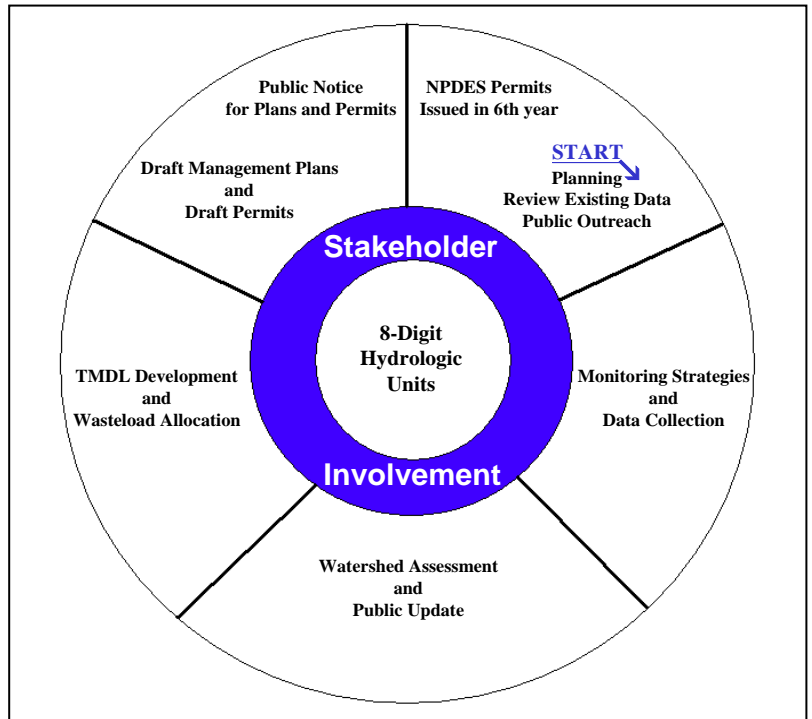 Public Notice
for Plans and Permits
Draft Management Plans
and
Draft Permits
NPDES Permits
Issued in 6th year
START
Planning
Review Existing Data
Public Outreach
Stakeholder
8-Digit
Hydrologic
Units
Involvement
TMDL Development
and
Wasteload Allocation
Monitoring Strategies
and
Data Collection
Watershed Assessment
and
Public Update